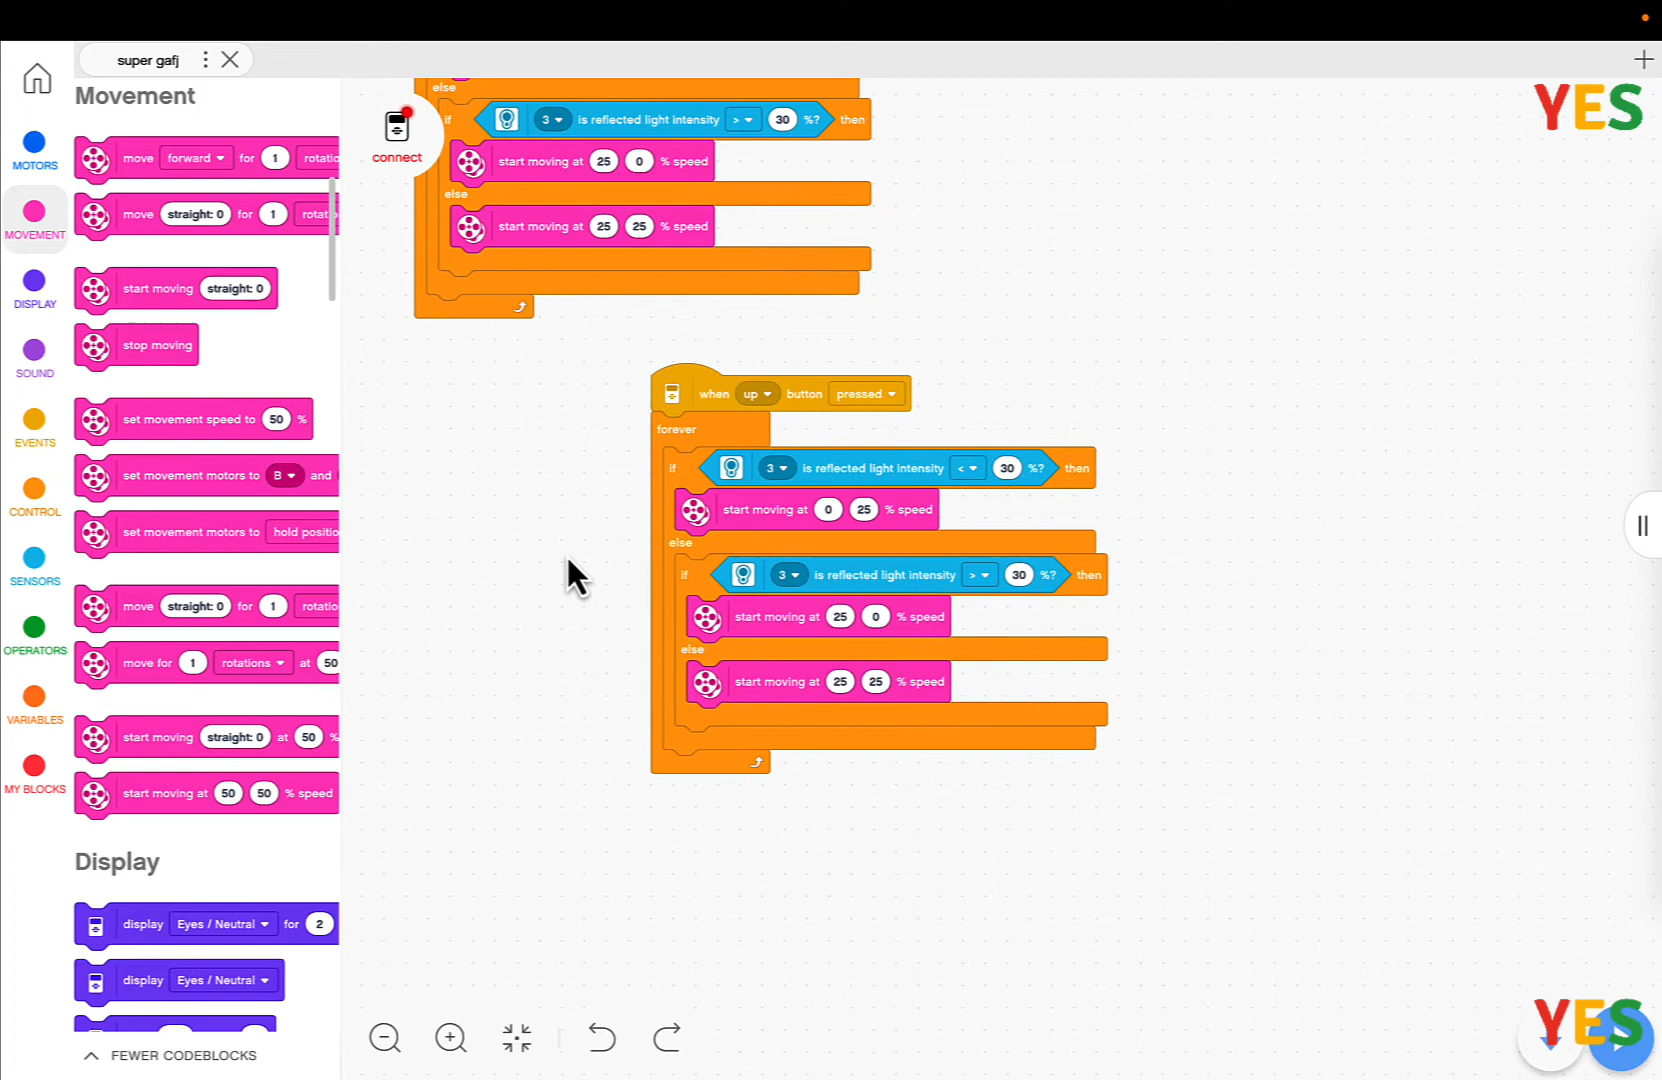 super gafj
Movement
MOTORS
MOVEMENT
DISPLAY
SOUND
EVENTS
CONTROL
SENSORS
OPERATORS
VARIABLES
MY BLOCKS
move forward for 1 rotatio
move straight: 0 for 1 rotati
start moving straight: 0
stop moving
set movement speed to 50 %
set movement motors to B and
set movement motors to hold positio
move straight: 0 for 1 rotatio
move for 1 rotations at 50
start moving straight: 0 at 50 %
start moving at 50 50 % speed
Display
display Eyes / Neutral for 2
display Eyes / Neutral
FEWER CODEBLOCKS
connect
else
if 3 is reflected light intensity > 30 %? then
start moving at 25 0 % speed
else
start moving at 25 25 % speed
when up button pressed
forever
if 3 is reflected light intensity < 30 %? then
start moving at 0 25 % speed
else
if 3 is reflected light intensity > 30 %? then
start moving at 25 0 % speed
else
start moving at 25 25 % speed
YES
YES